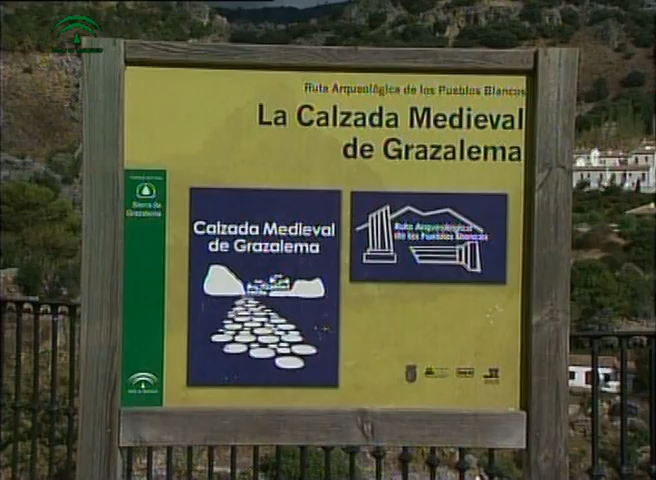 Ruta Arqueológica de los Pueblos Blancos
La Calzada Medieval
de Grazalema
Sierra de
Grazalema
Calzada Medieval
de Grazalema
Ruta Arqueológica
de los Pueblos Blancos